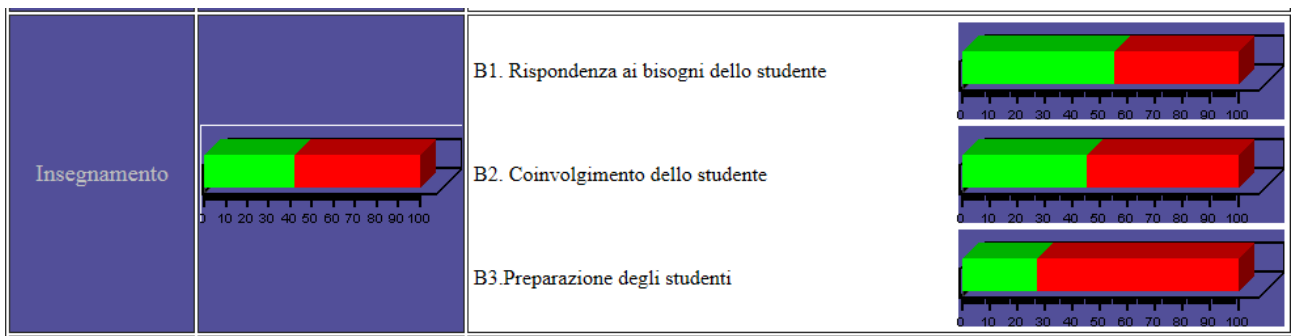 Insegnamento
0 10 20 30 40 50 60 70 80 90 100
B1. Rispondenza ai bisogni dello studente
0 10 20 30 40 50 60 70 80 90 100
B2. Coinvolgimento dello studente
0 10 20 30 40 50 60 70 80 90 100
B3.Preparazione degli studenti
0 10 20 30 40 50 60 70 80 90 100